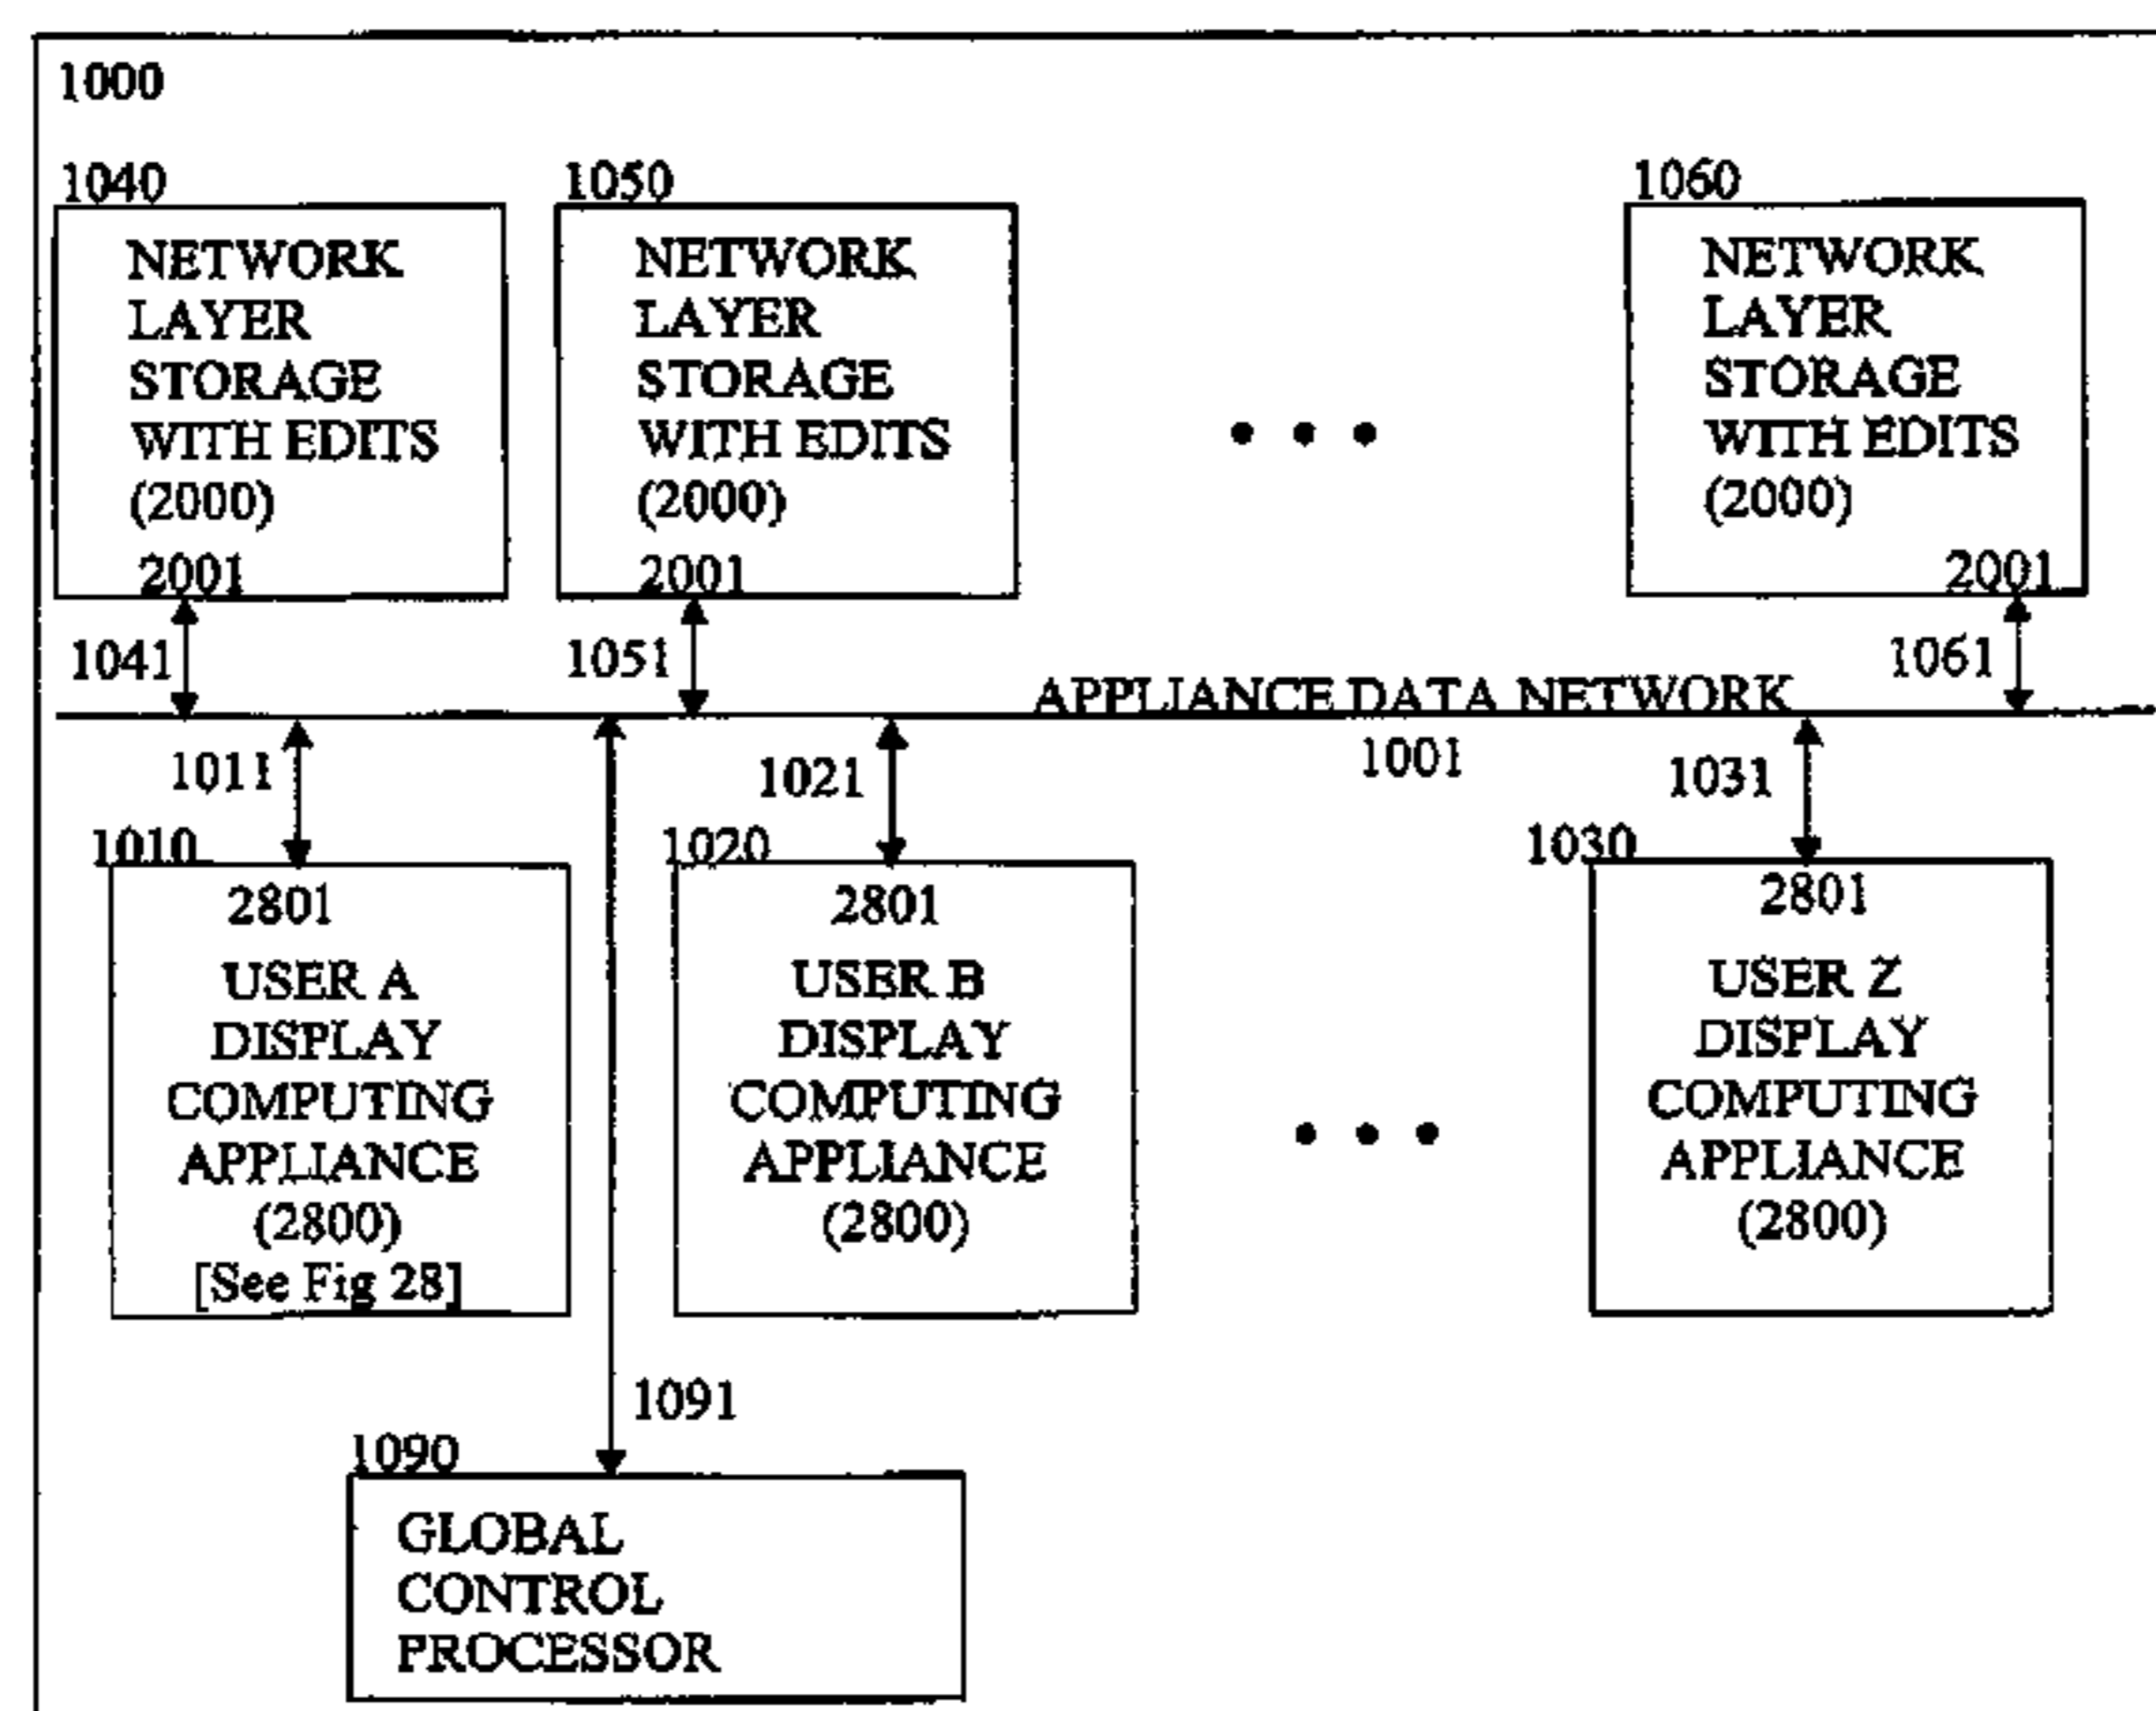 1000
1040
NETWORK
LAYER
STORAGE
WITH EDITS
(2000)
2001
1050
NETWORK
LAYER
STORAGE
WITH EDITS
(2000)
2001
• • •
1060
NETWORK
LAYER
STORAGE
WITH EDITS
(2000)
2001
1041
1051
1061
APPLIANCE DATA NETWORK
1001
1011
1021
1031
1010
2801
USER A
DISPLAY
COMPUTING
APPLIANCE
(2800)
[See Fig 28]
1020
2801
USER B
DISPLAY
COMPUTING
APPLIANCE
(2800)
• • •
1030
2801
USER Z
DISPLAY
COMPUTING
APPLIANCE
(2800)
1091
1090
GLOBAL
CONTROL
PROCESSOR